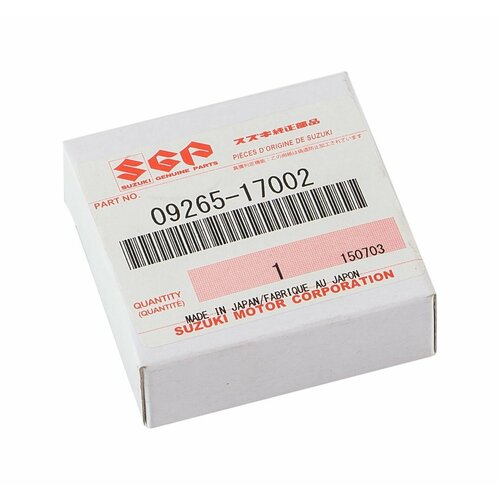 SGP
スズキ純正部品
SUZUKI GENUINE PARTS
PIÈCES D'ORIGINE DE SUZUKI
PART NO.
09265-17002
QUANTITY
(QUANTITÉ)
1
150703
MADE IN JAPAN/FABRIQUE AU JAPON
SUZUKI MOTOR CORPORATION